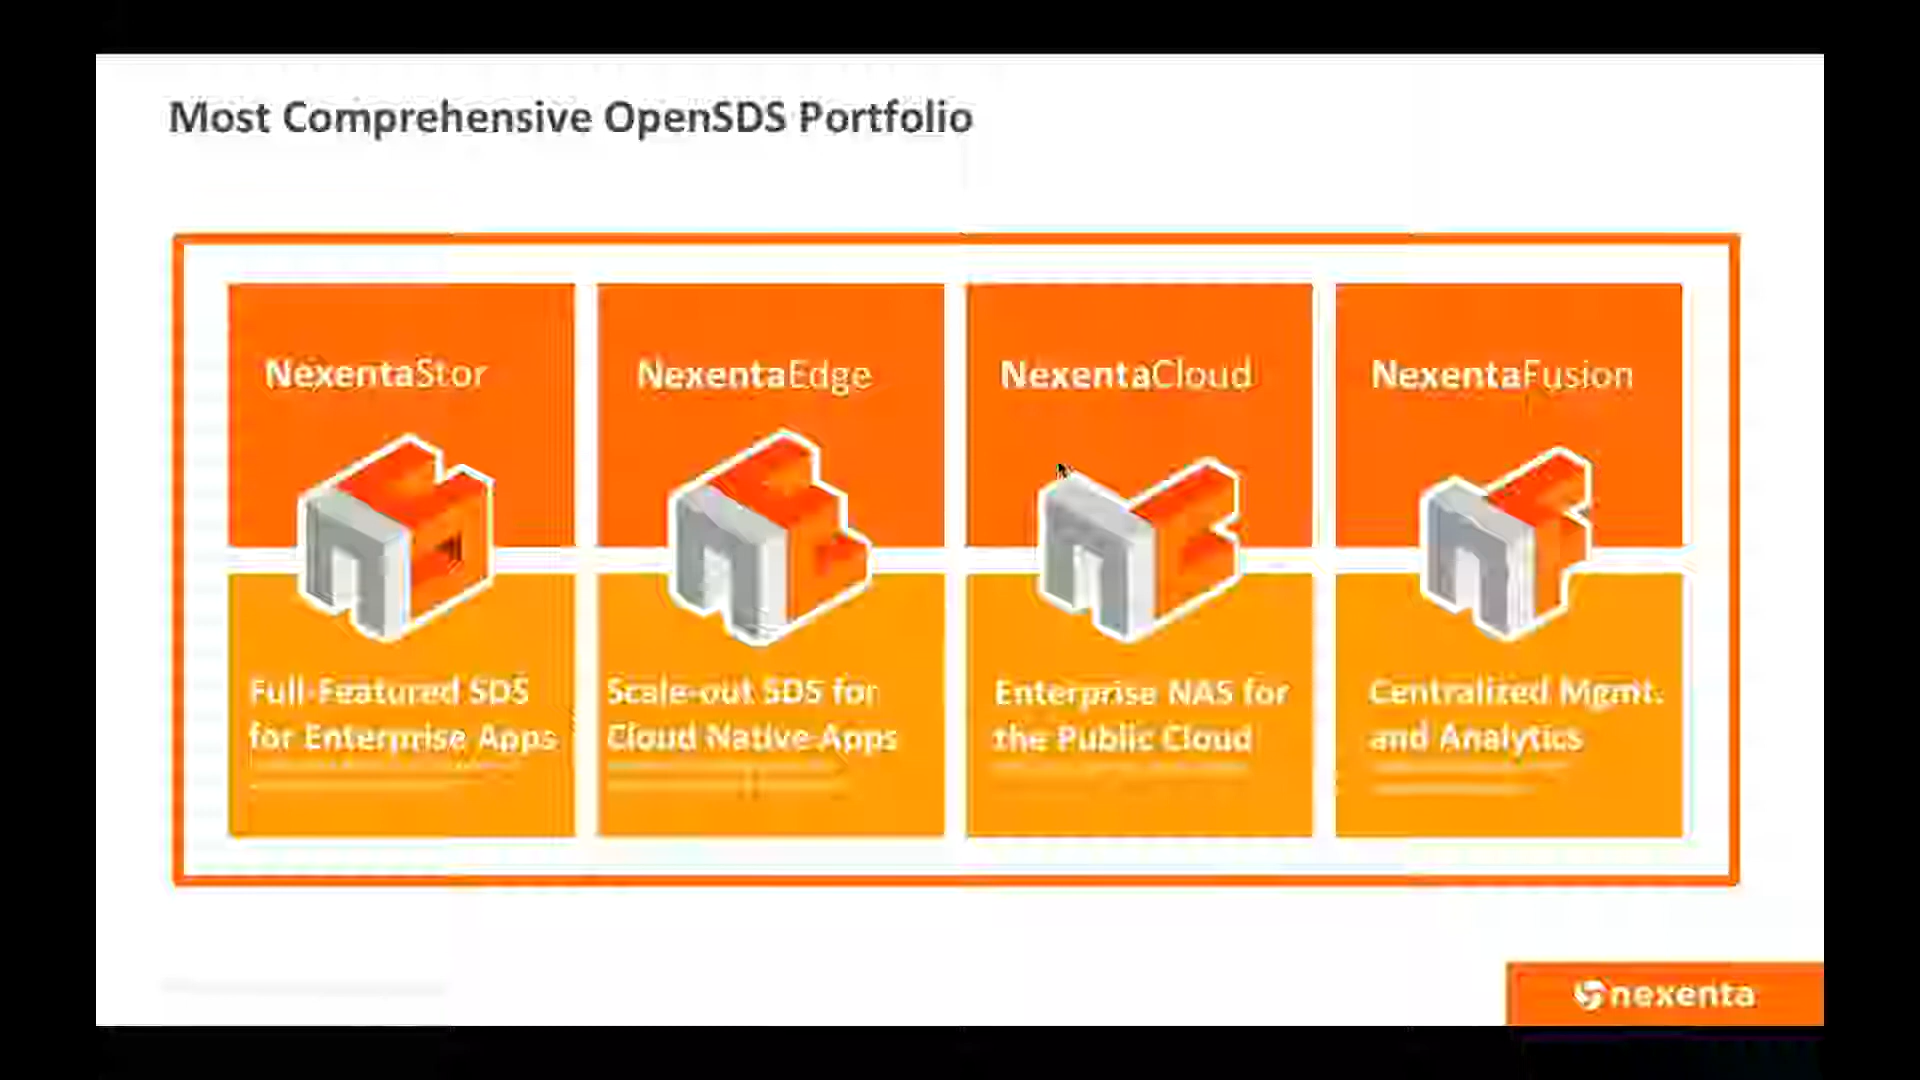 Most Comprehensive OpenSDS Portfolio
NexentaStor
NexentaEdge
NexentaCloud
NexentaFusion
Full-Featured SDS
for Enterprise Apps
Scale-out SDS for
Cloud Native Apps
Enterprise NAS for
the Public Cloud
Centralized Mgmt.
and Analytics
nexenta